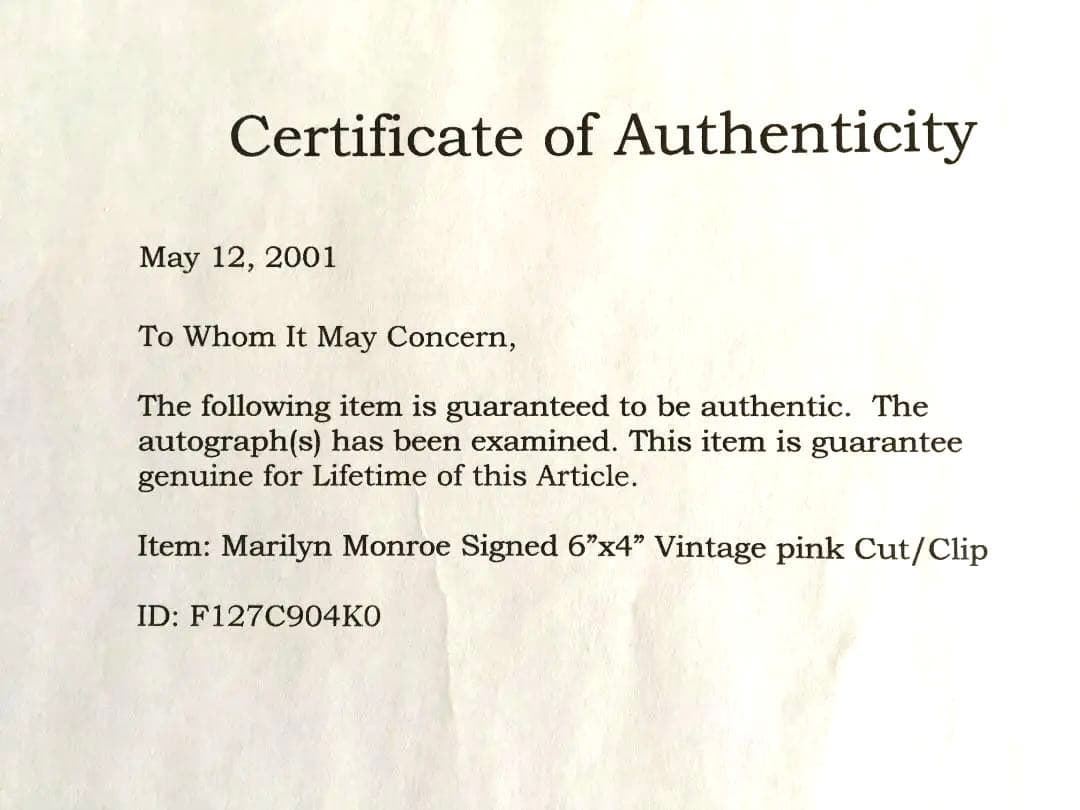 Certificate of Authenticity
May 12, 2001
To Whom It May Concern,
The following item is guaranteed to be authentic.  The
autograph(s) has been examined. This item is guarantee
genuine for Lifetime of this Article.
Item: Marilyn Monroe Signed 6”x4” Vintage pink Cut/Clip
ID: F127C904K0